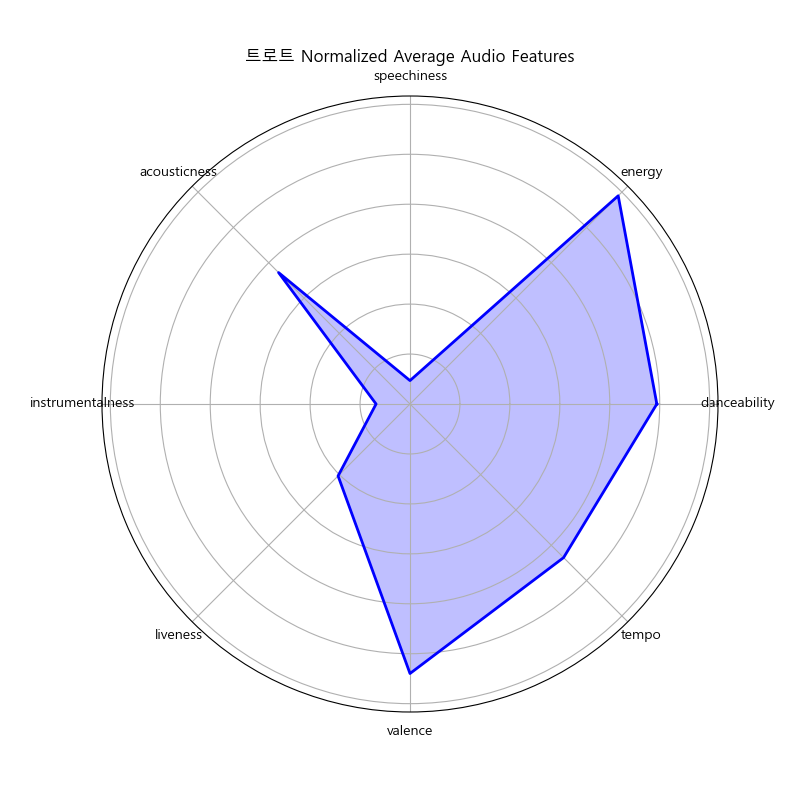 트로트 Normalized Average Audio Features
speechiness
acousticness
energy
instrumentalness
danceability
liveness
tempo
valence